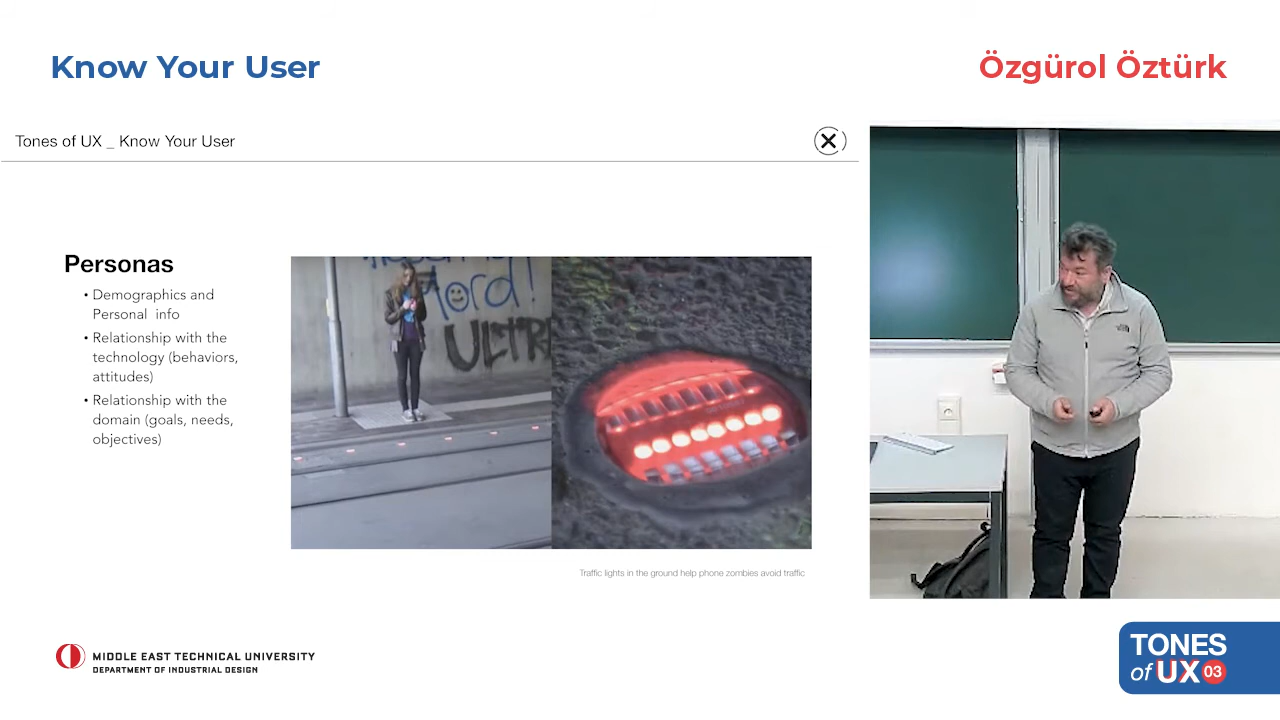 Know Your User
Özgürol Öztürk
Tones of UX _ Know Your User
Personas
• Demographics and
Personal info
• Relationship with the
technology (behaviors,
attitudes)
• Relationship with the
domain (goals, needs,
objectives)
Mord!
ULTR
Traffic lights in the ground help phone zombies avoid traffic
MIDDLE EAST TECHNICAL UNIVERSITY
DEPARTMENT OF INDUSTRIAL DESIGN
TONES
of UX 03